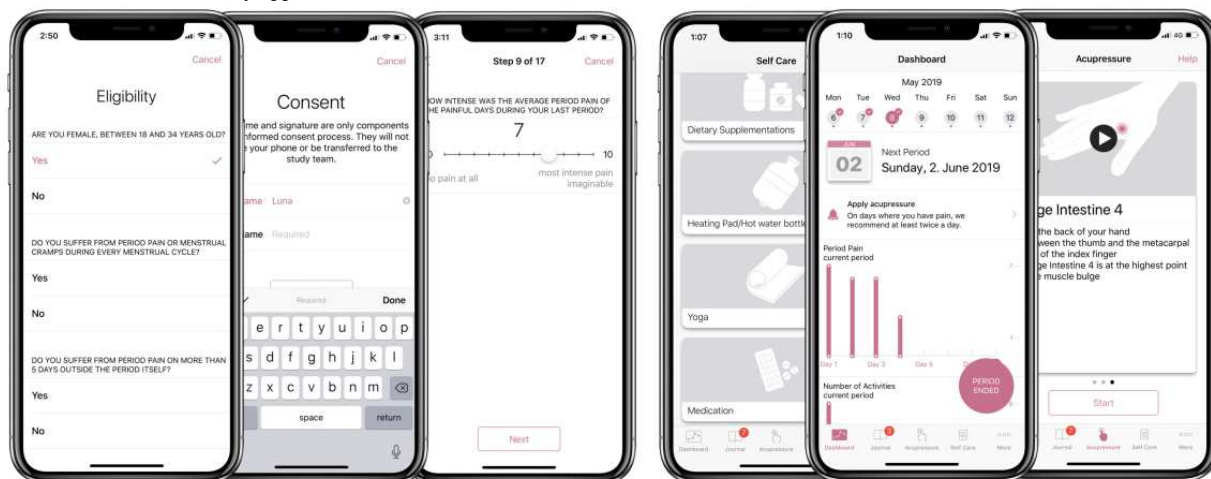 2:50
Cancel
Eligibility
ARE YOU FEMALE, BETWEEN 18 AND 34 YEARS OLD?
Yes
No
DO YOU SUFFER FROM PERIOD PAIN OR MENSTRUAL
CRAMPS DURING EVERY MENSTRUAL CYCLE?
Yes
No
DO YOU SUFFER FROM PERIOD PAIN ON MORE THAN
5 DAYS OUTSIDE THE PERIOD ITSELF?
Yes
No
Cancel
Consent
me and signature are only components
nformed consent process. They will not
e your phone or be transferred to the
study team.
ame Luna
ame Required
Required Done
e r t y u i o p
s d f g h j k l
z x c v b n m
space return
3:11
Step 9 of 17 Cancel
OW INTENSE WAS THE AVERAGE PERIOD PAIN OF
HE PAINFUL DAYS DURING YOUR LAST PERIOD?
7
0 10
o pain at all most intense pain
imaginable
Next
1:07
Self Care
Dietary Supplementations
Heating Pad/Hot water bottle
Yoga
Medication
7
Dashboard Journal Acupressure
1:10
Dashboard
May 2019
Mon Tue Wed Thu Fri Sat Sun
6 7 8 9 10 11 12
JUN
02
Next Period
Sunday, 2. June 2019
Apply acupressure
On days where you have pain, we
recommend at least twice a day.
Period Pain
current period
7
Day 1 Day 3 Day 5
Number of Activities
current period
PERIOD
ENDED
Dashboard Journal Acupressure Self Care More
4G
Acupressure Help
ge Intestine 4
the back of your hand
ween the thumb and the metacarpal
of the index finger
ge Intestine 4 is at the highest point
e muscle bulge
Start
7
Journal Acupressure Self Care More